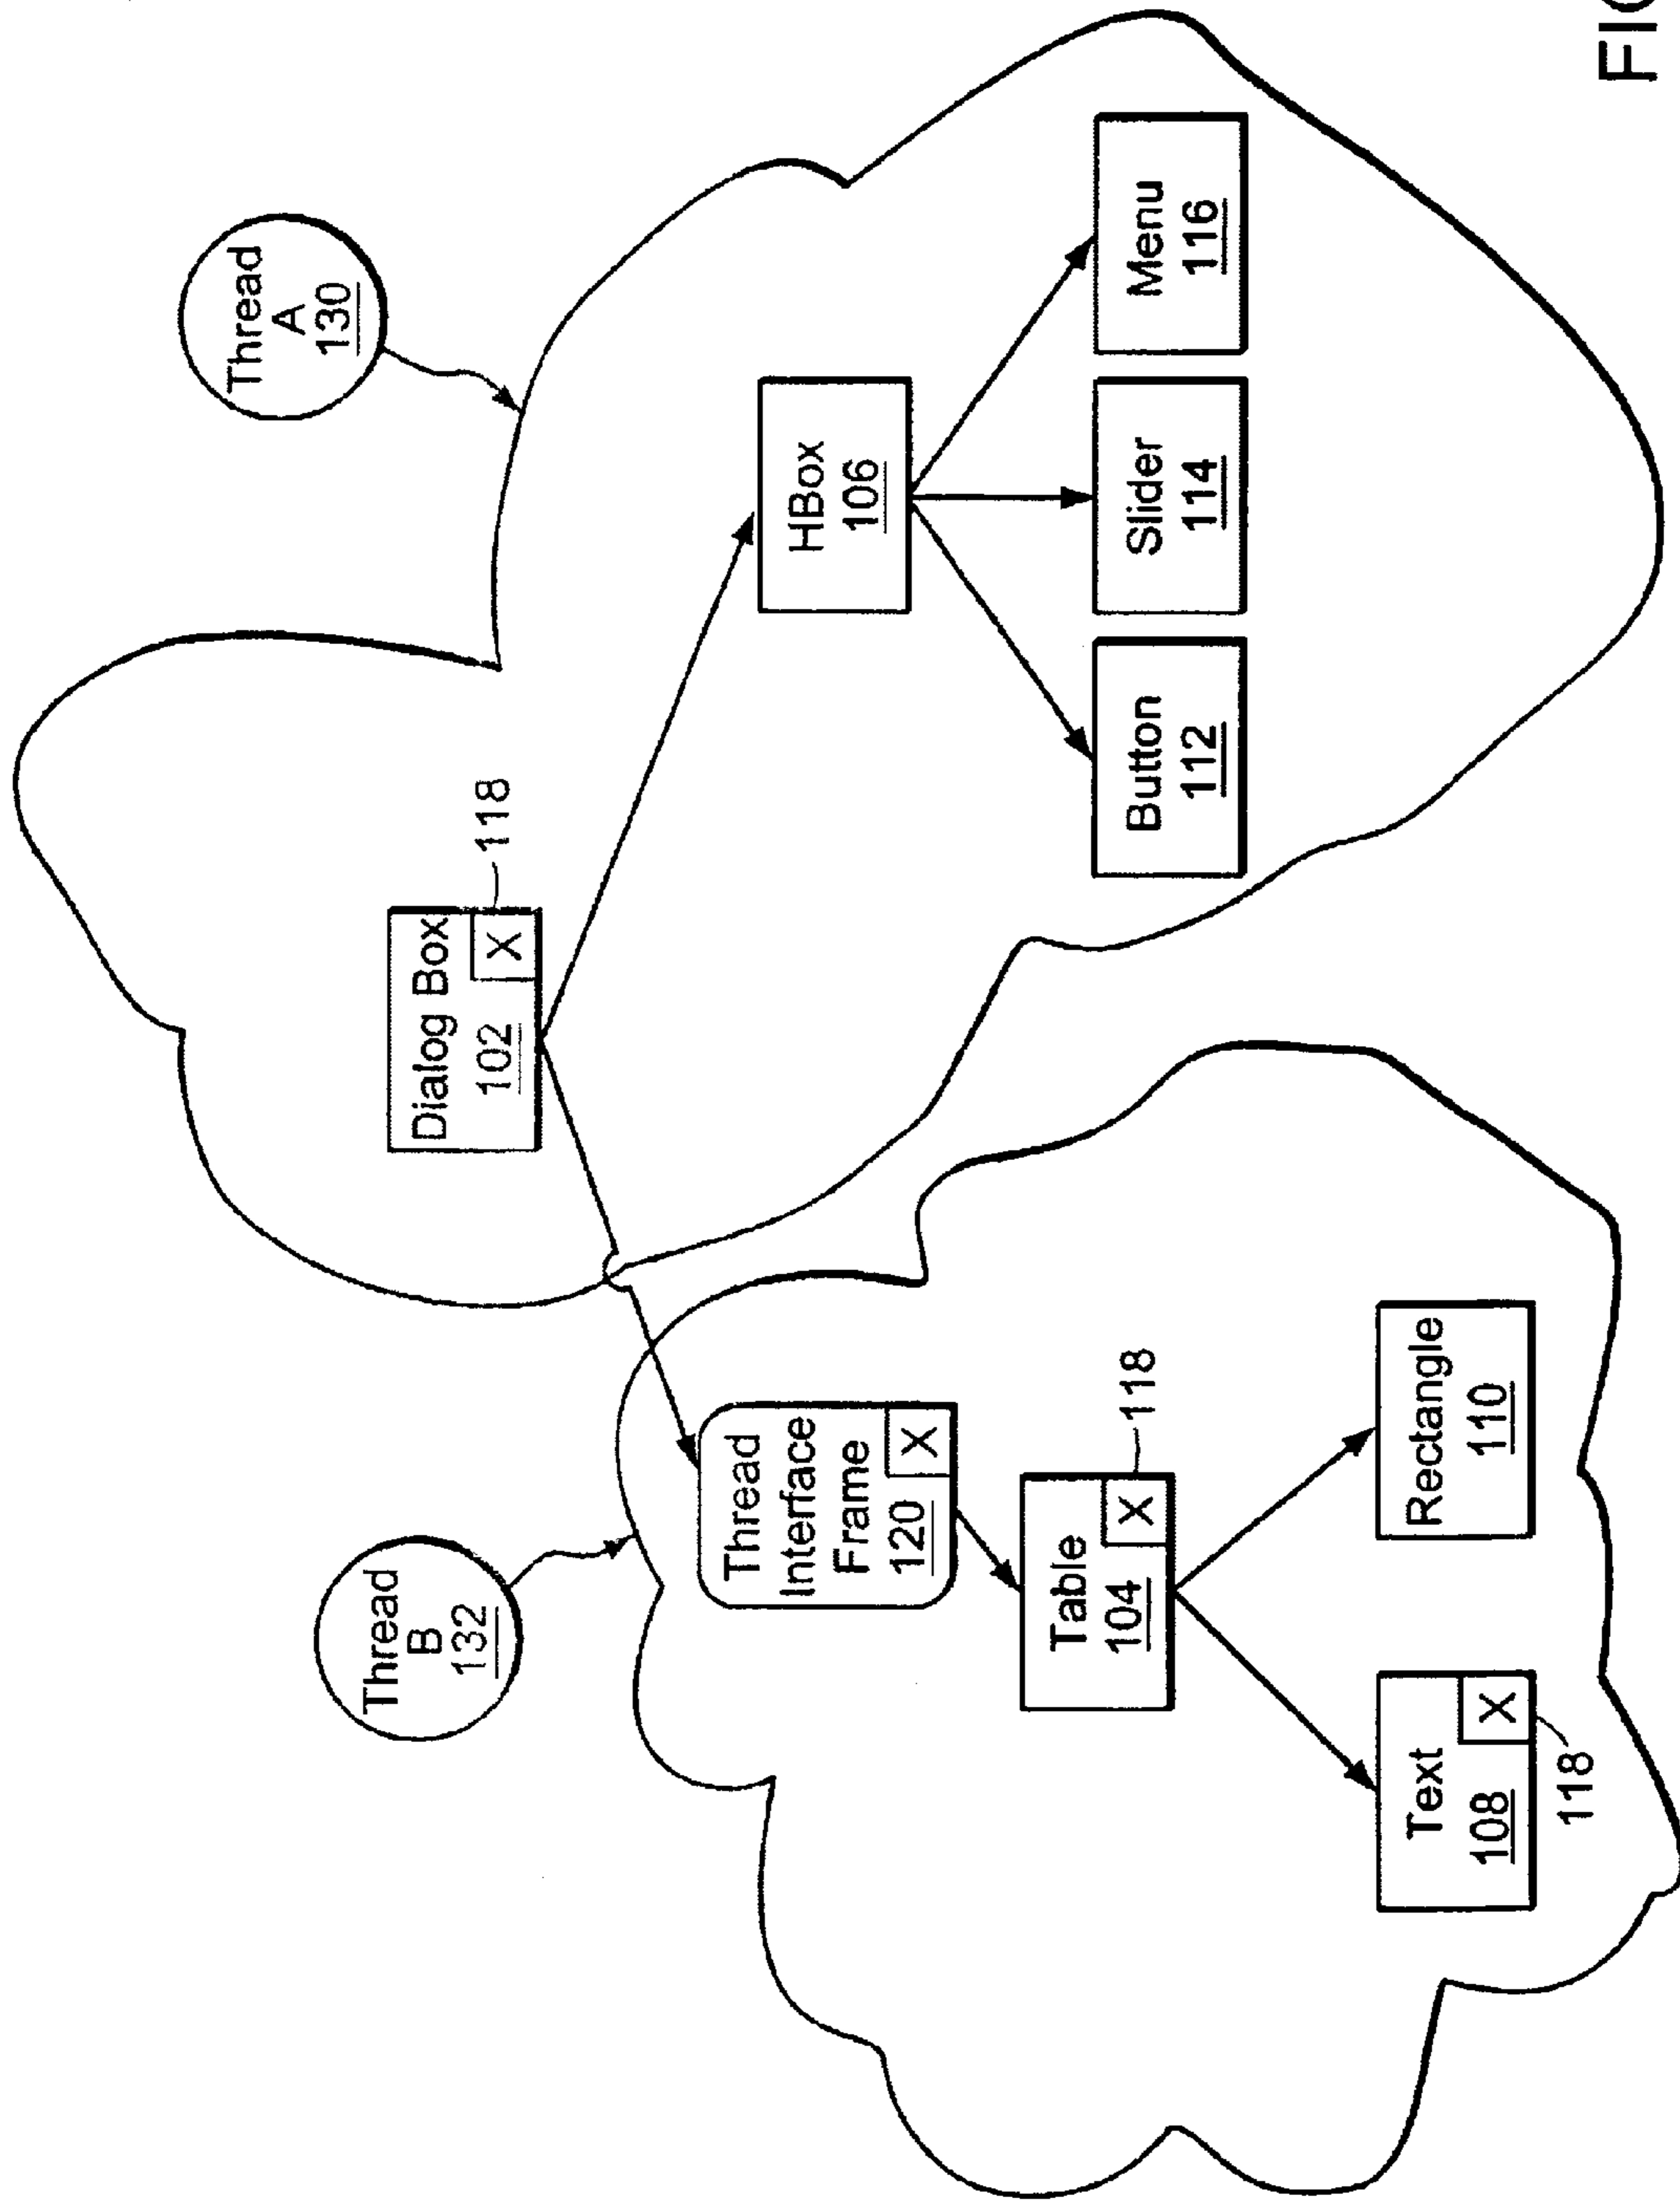 Thread
A
130
Thread
B
132
Dialog Box
102
X
118
Thread
Interface
Frame
120
X
HBox
106
Table
104
X
118
Button
112
Slider
114
Menu
116
Text
108
X
118
Rectangle
110